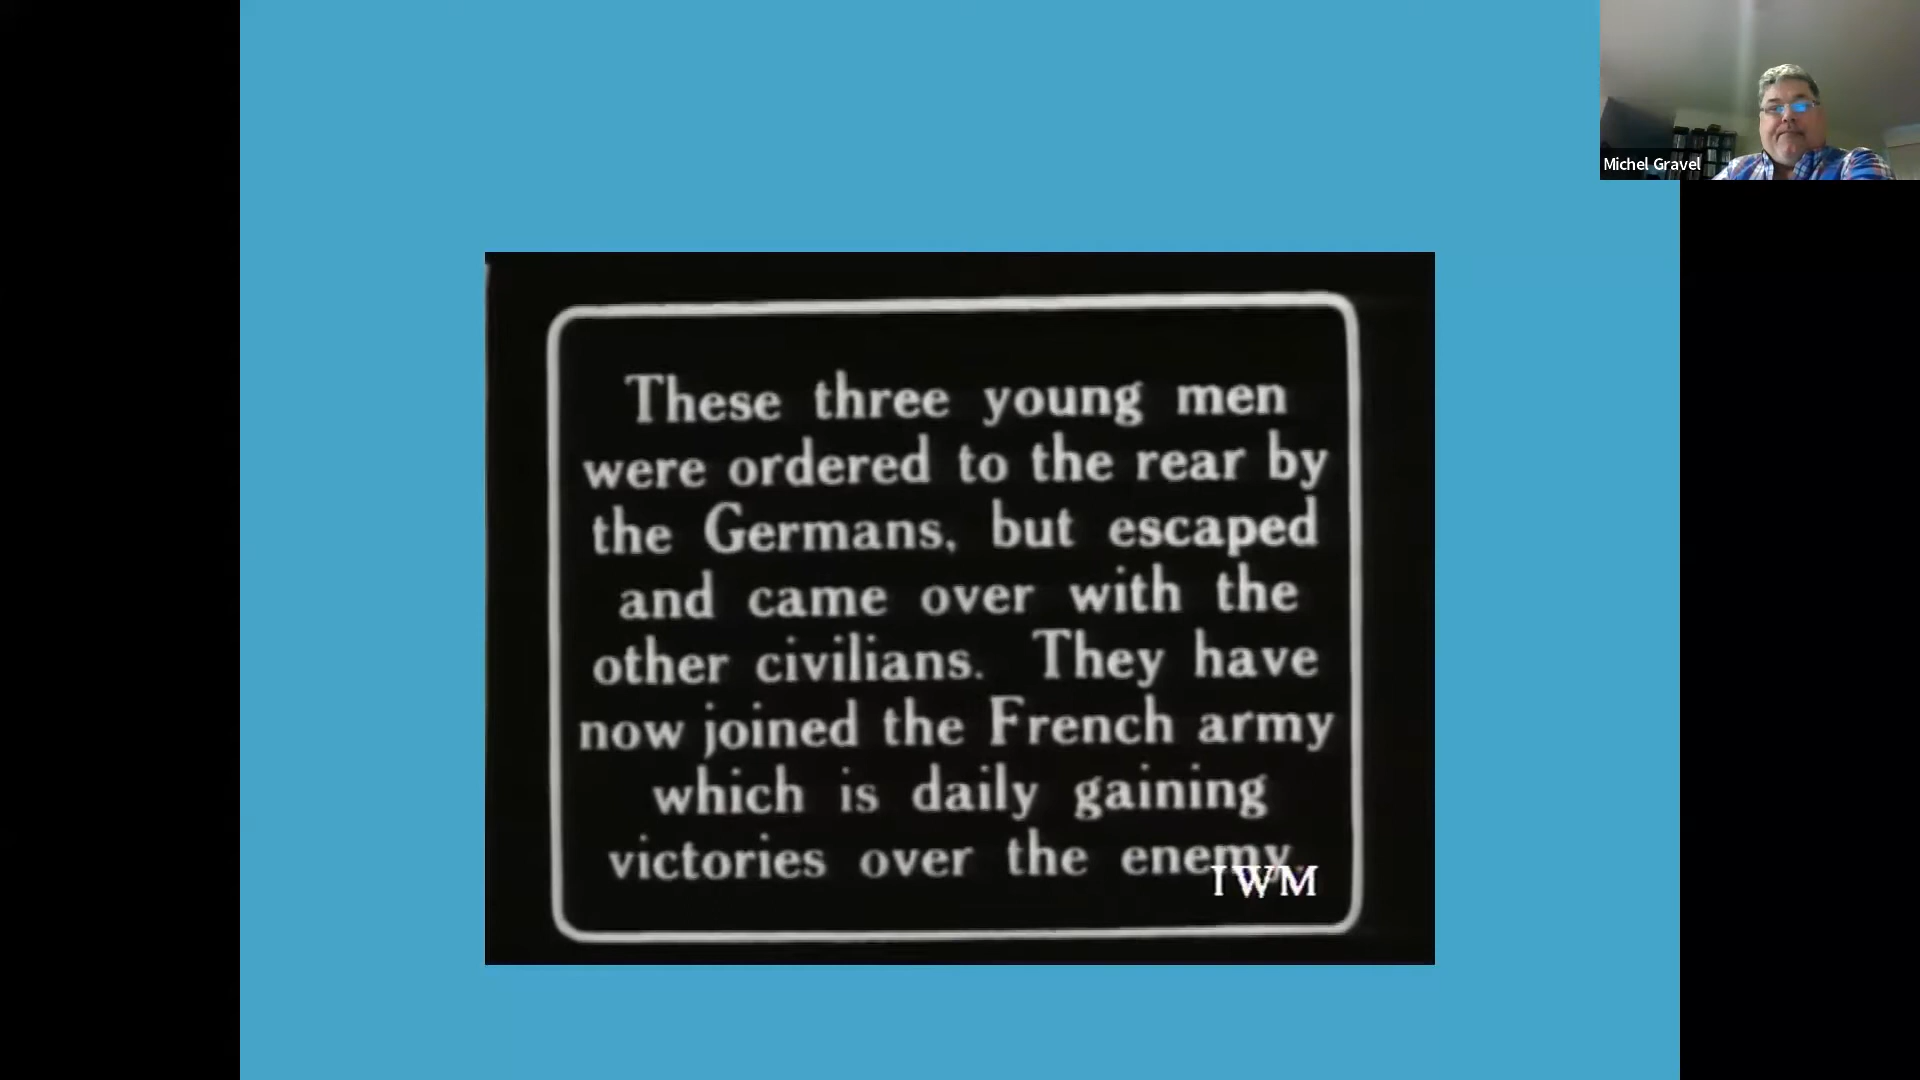 Michel Gravel
These three young men
were ordered to the rear by
the Germans, but escaped
and came over with the
other civilians. They have
now joined the French army
which is daily gaining
victories over the enemy.
IWM